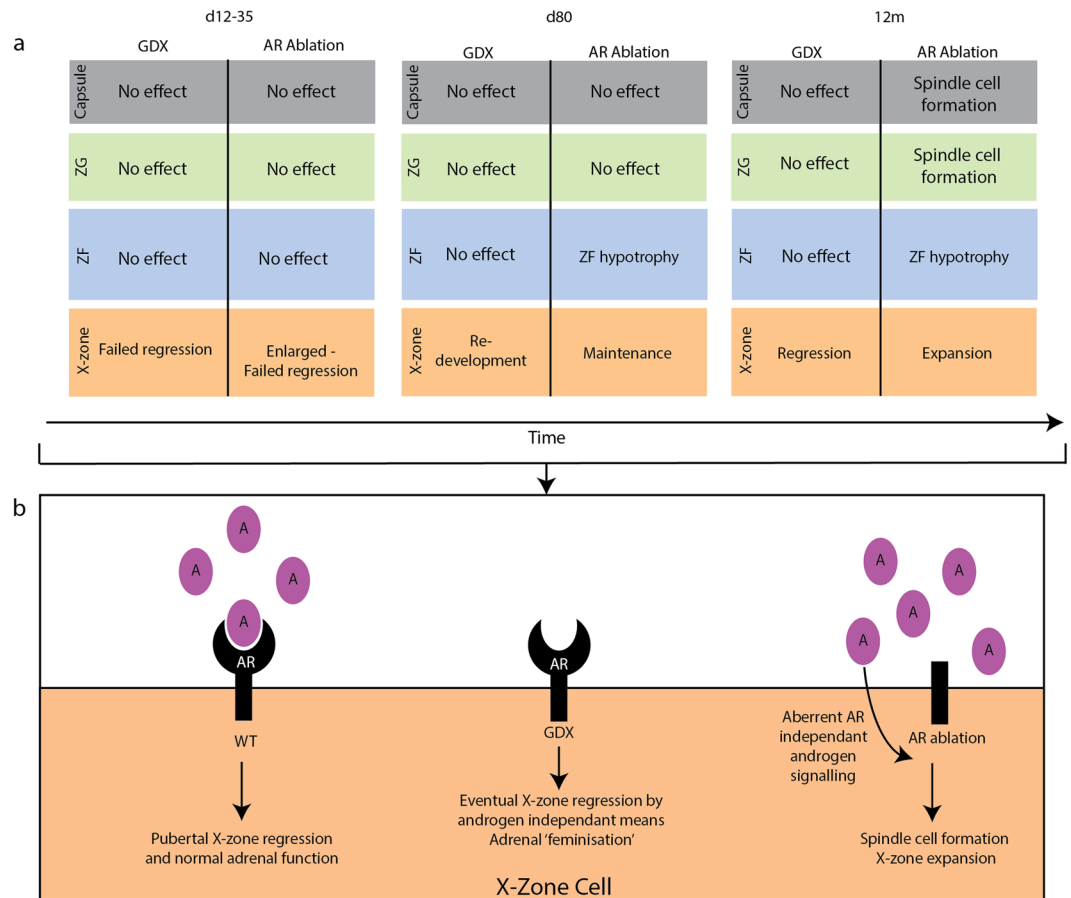 d12-35
d80
12m
a
GDX
AR Ablation
GDX
AR Ablation
GDX
AR Ablation
Capsule
No effect
No effect
Capsule
No effect
No effect
Capsule
No effect
Spindle cell
formation
ZG
No effect
No effect
ZG
No effect
No effect
ZG
No effect
Spindle cell
formation
ZF
No effect
No effect
ZF
No effect
ZF hypotrophy
ZF
No effect
ZF hypotrophy
X-zone
Failed regression
Enlarged -
Failed regression
X-zone
Re-
development
Maintenance
X-zone
Regression
Expansion
Time
b
A
A
A
A
AR
WT
Pubertal X-zone regression
and normal adrenal function
AR
GDX
Eventual X-zone regression by
androgen independant means
Adrenal 'feminisation'
A
A
A
A
A
Aberrent AR
independant
androgen
signalling
AR ablation
Spindle cell formation
X-zone expansion
X-Zone Cell